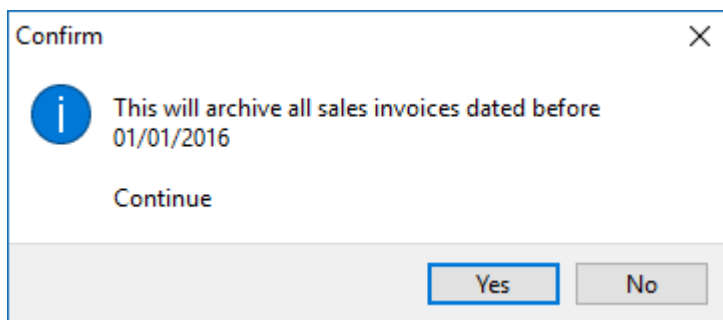 Confirm
This will archive all sales invoices dated before
01/01/2016
Continue
Yes
No